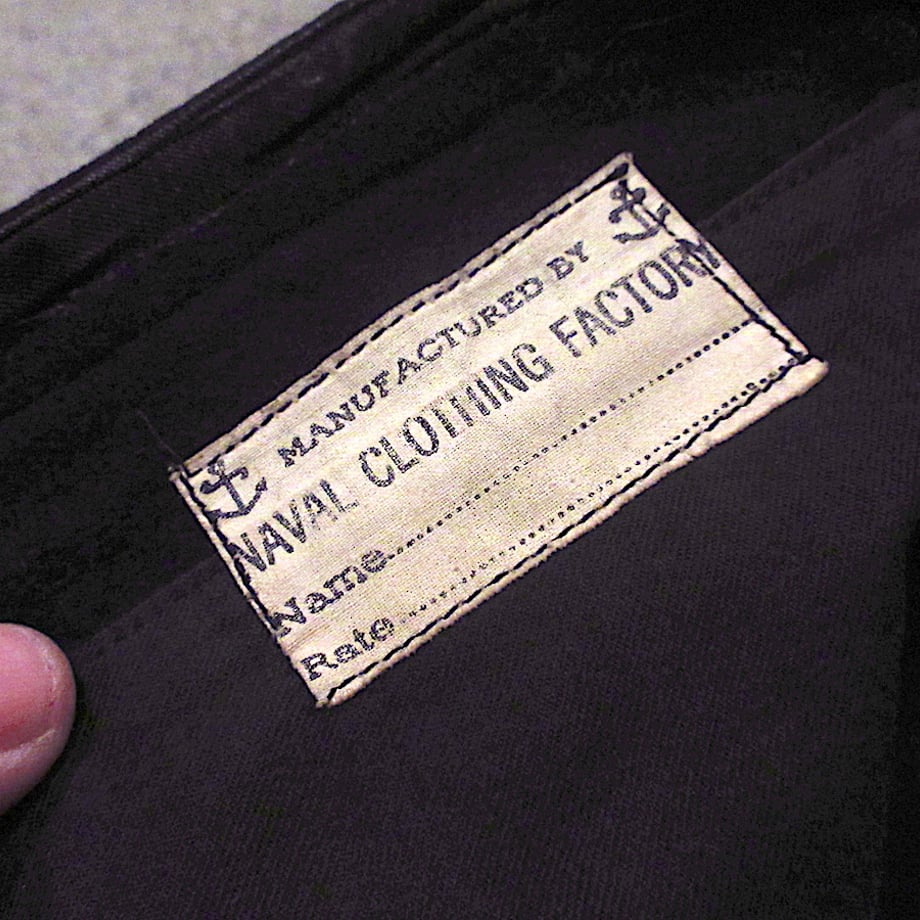 MANUFACTURED BY
NAVAL CLOTHING FACTORY
Name
Rate